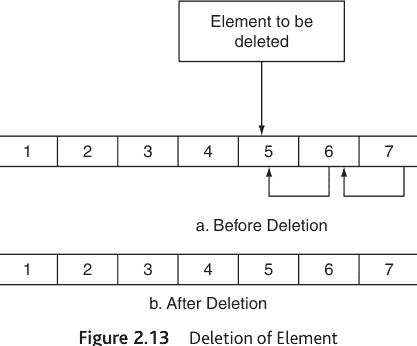 Element to be
deleted
1 2 3 4 5 6 7
a. Before Deletion
1 2 3 4 5 6 7
b. After Deletion
Figure 2.13 Deletion of Element